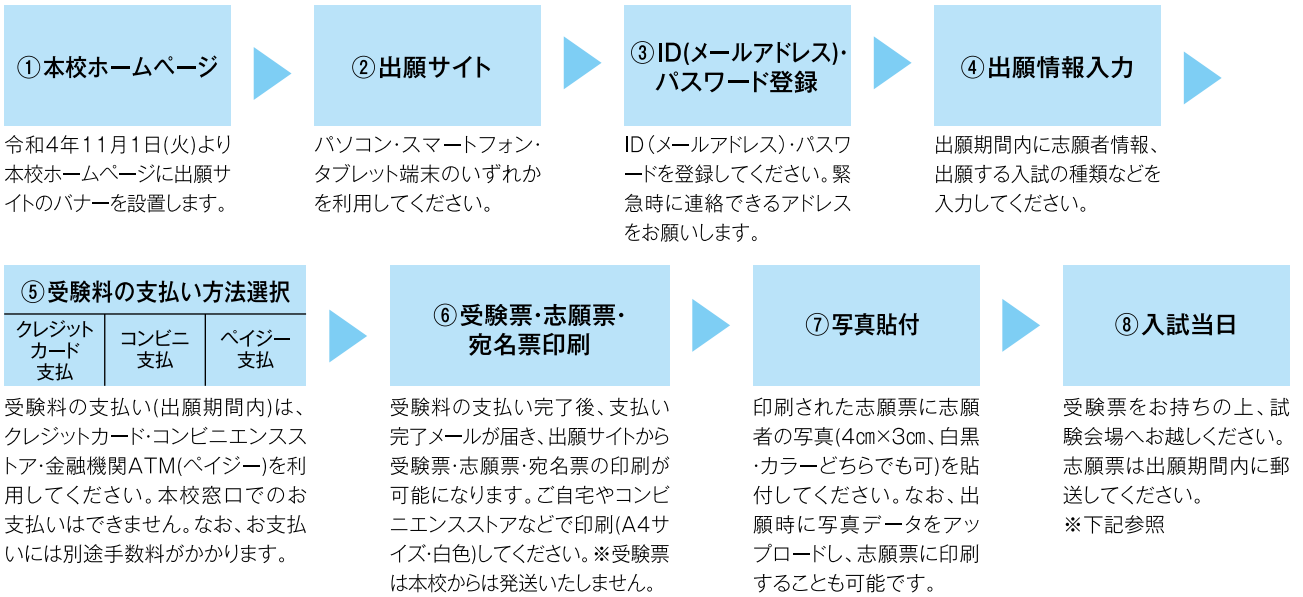 ①本校ホームページ
令和4年11月1日(火)より
本校ホームページに出願サ
イトのバナーを設置します。
②出願サイト
パソコン・スマートフォン・
タブレット端末のいずれか
を利用してください。
③ID(メールアドレス)・
パスワード登録
ID(メールアドレス)・パスワ
ードを登録してください。緊
急時に連絡できるアドレス
をお願いします。
④出願情報入力
出願期間内に志願者情報、
出願する入試の種類などを
入力してください。
⑤受験料の支払い方法選択
クレジット
カード
支払
コンビニ
支払
ペイジー
支払
受験料の支払い(出願期間内)は、
クレジットカード・コンビニエンスス
トア・金融機関ATM(ペイジー)を利
用してください。本校窓口でのお
支払いはできません。なお、お支払
いには別途手数料がかかります。
⑥受験票・志願票・
宛名票印刷
受験料の支払い完了後、支払い
完了メールが届き、出願サイトから
受験票・志願票・宛名票の印刷が
可能になります。ご自宅やコンビ
ニエンスストアなどで印刷(A4サ
イズ・白色)してください。※受験票
は本校からは発送いたしません。
⑦写真貼付
印刷された志願票に志願
者の写真(4㎝×3㎝、白黒
・カラーどちらでも可)を貼
付してください。なお、出
願時に写真データをアッ
プロードし、志願票に印刷
することも可能です。
⑧入試当日
受験票をお持ちの上、試
験会場へお越しください。
志願票は出願期間内に郵
送してください。
※下記参照